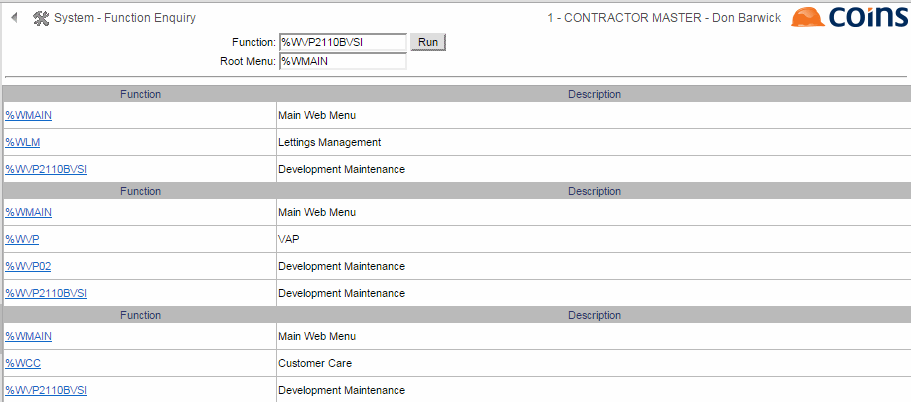 System - Function Enquiry 1 - CONTRACTOR MASTER - Don Barwick coins
Function: %WVP2110BVSI Run
Root Menu: %WMAIN
Function Description
%WMAIN Main Web Menu
%WLM Lettings Management
%WVP2110BVSI Development Maintenance
Function Description
%WMAIN Main Web Menu
%WVP VAP
%WVP02 Development Maintenance
%WVP2110BVSI Development Maintenance
Function Description
%WMAIN Main Web Menu
%WCC Customer Care
%WVP2110BVSI Development Maintenance